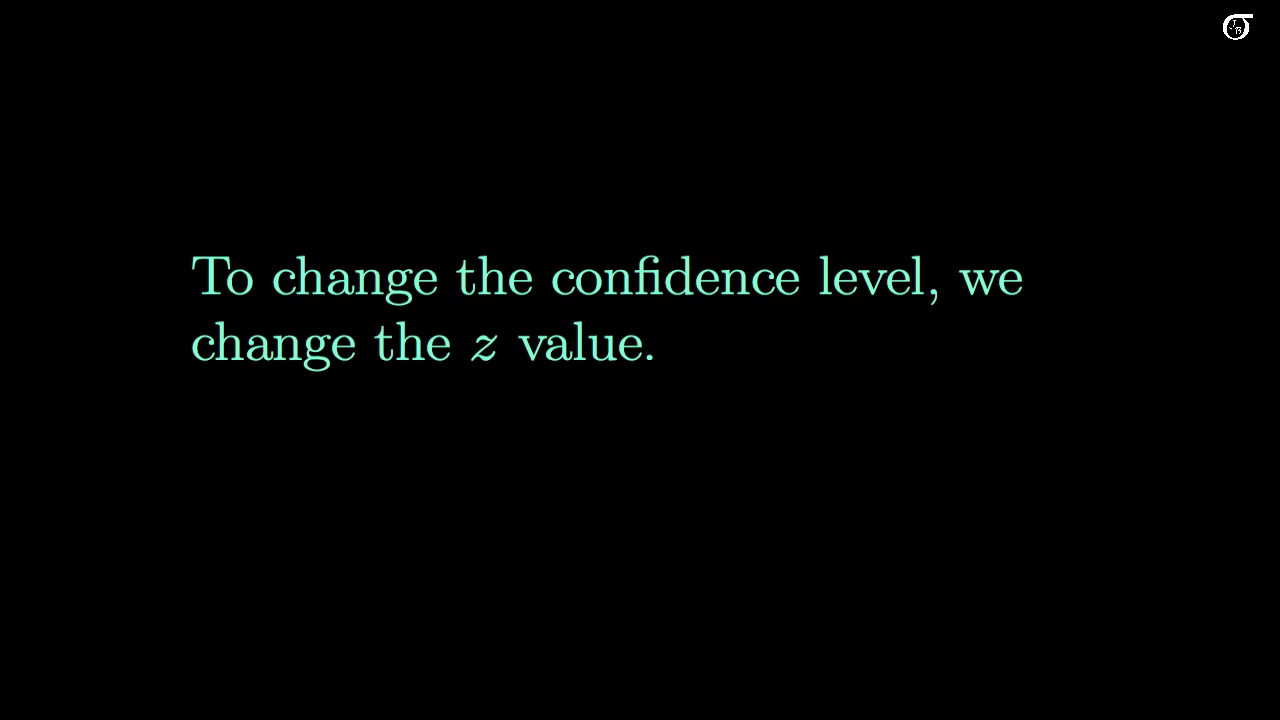 To change the confidence level, we
change the z value.